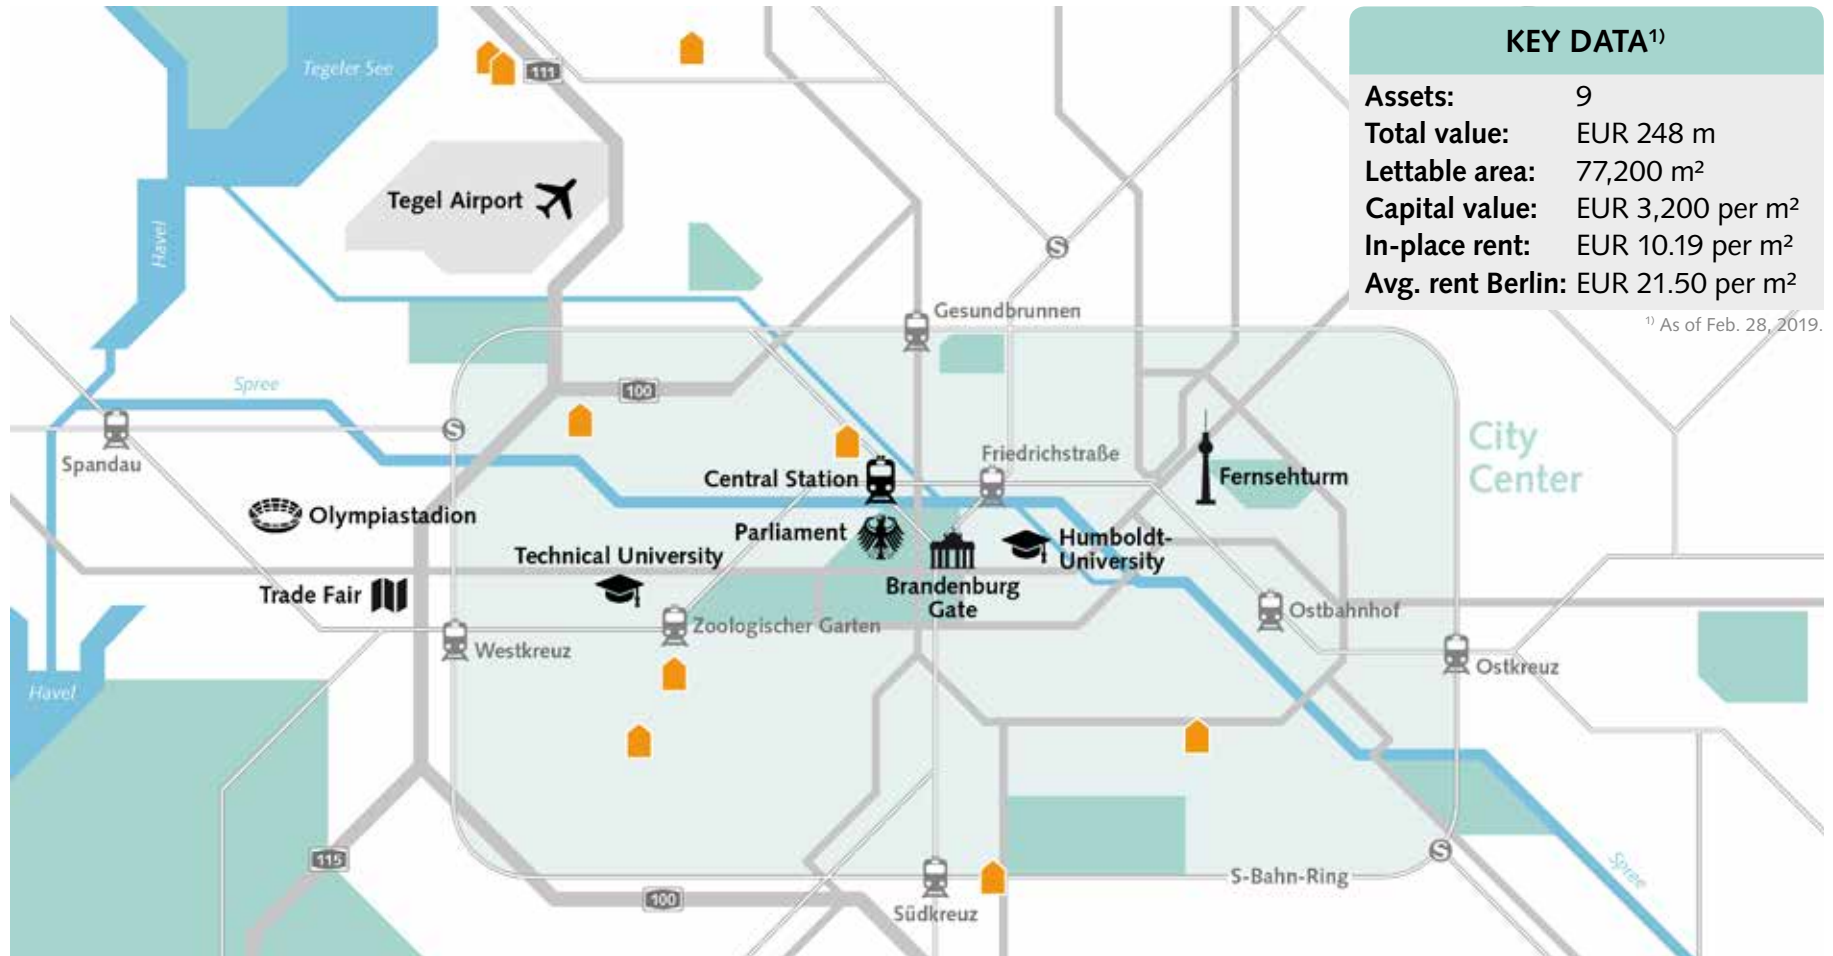 KEY DATA¹⁾
Assets: 9
Total value: EUR 248 m
Lettable area: 77,200 m²
Capital value: EUR 3,200 per m²
In-place rent: EUR 10.19 per m²
Avg. rent Berlin: EUR 21.50 per m²
¹⁾ As of Feb. 28, 2019.
Tegeler See
111
Tegel Airport
Havel
S
Gesundbrunnen
Spree
100
S
Spandau
Friedrichstraße
City
Center
Central Station
Fernsehturm
Olympiastadion
Parliament
Humboldt-
University
Technical University
Brandenburg
Gate
Trade Fair
Zoologischer Garten
Ostbahnhof
Westkreuz
Ostkreuz
Havel
115
S
S-Bahn-Ring
Spree
100
Südkreuz